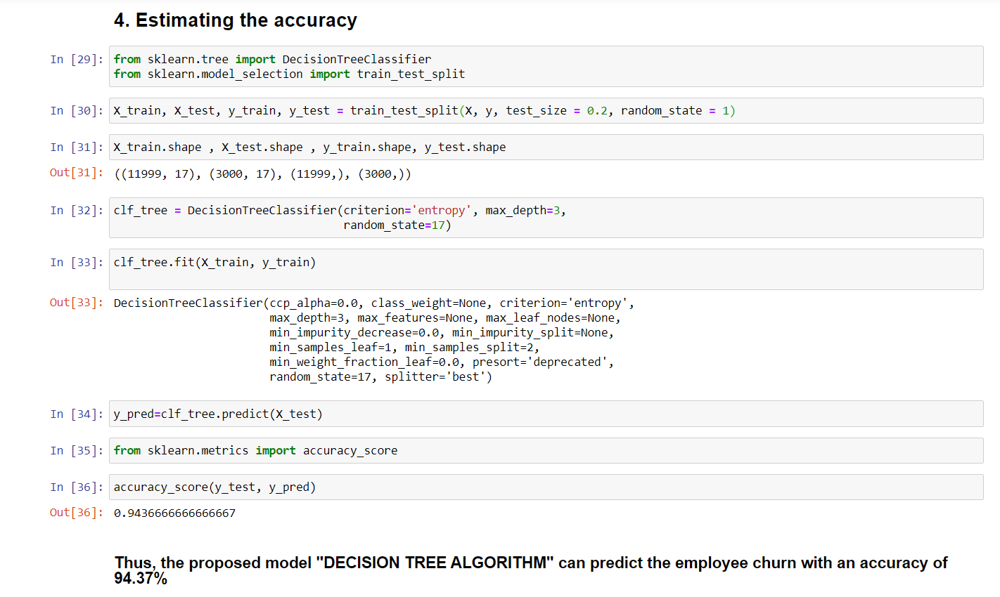 4. Estimating the accuracy
In [29]: from sklearn.tree import DecisionTreeClassifier
from sklearn.model_selection import train_test_split
In [30]: X_train, X_test, y_train, y_test = train_test_split(X, y, test_size = 0.2, random_state = 1)
In [31]: X_train.shape , X_test.shape , y_train.shape, y_test.shape
Out[31]: ((11999, 17), (3000, 17), (11999,), (3000,))
In [32]: clf_tree = DecisionTreeClassifier(criterion='entropy', max_depth=3,
random_state=17)
In [33]: clf_tree.fit(X_train, y_train)
Out[33]: DecisionTreeClassifier(ccp_alpha=0.0, class_weight=None, criterion='entropy',
max_depth=3, max_features=None, max_leaf_nodes=None,
min_impurity_decrease=0.0, min_impurity_split=None,
min_samples_leaf=1, min_samples_split=2,
min_weight_fraction_leaf=0.0, presort='deprecated',
random_state=17, splitter='best')
In [34]: y_pred=clf_tree.predict(X_test)
In [35]: from sklearn.metrics import accuracy_score
In [36]: accuracy_score(y_test, y_pred)
Out[36]: 0.9436666666666667
Thus, the proposed model "DECISION TREE ALGORITHM" can predict the employee churn with an accuracy of
94.37%